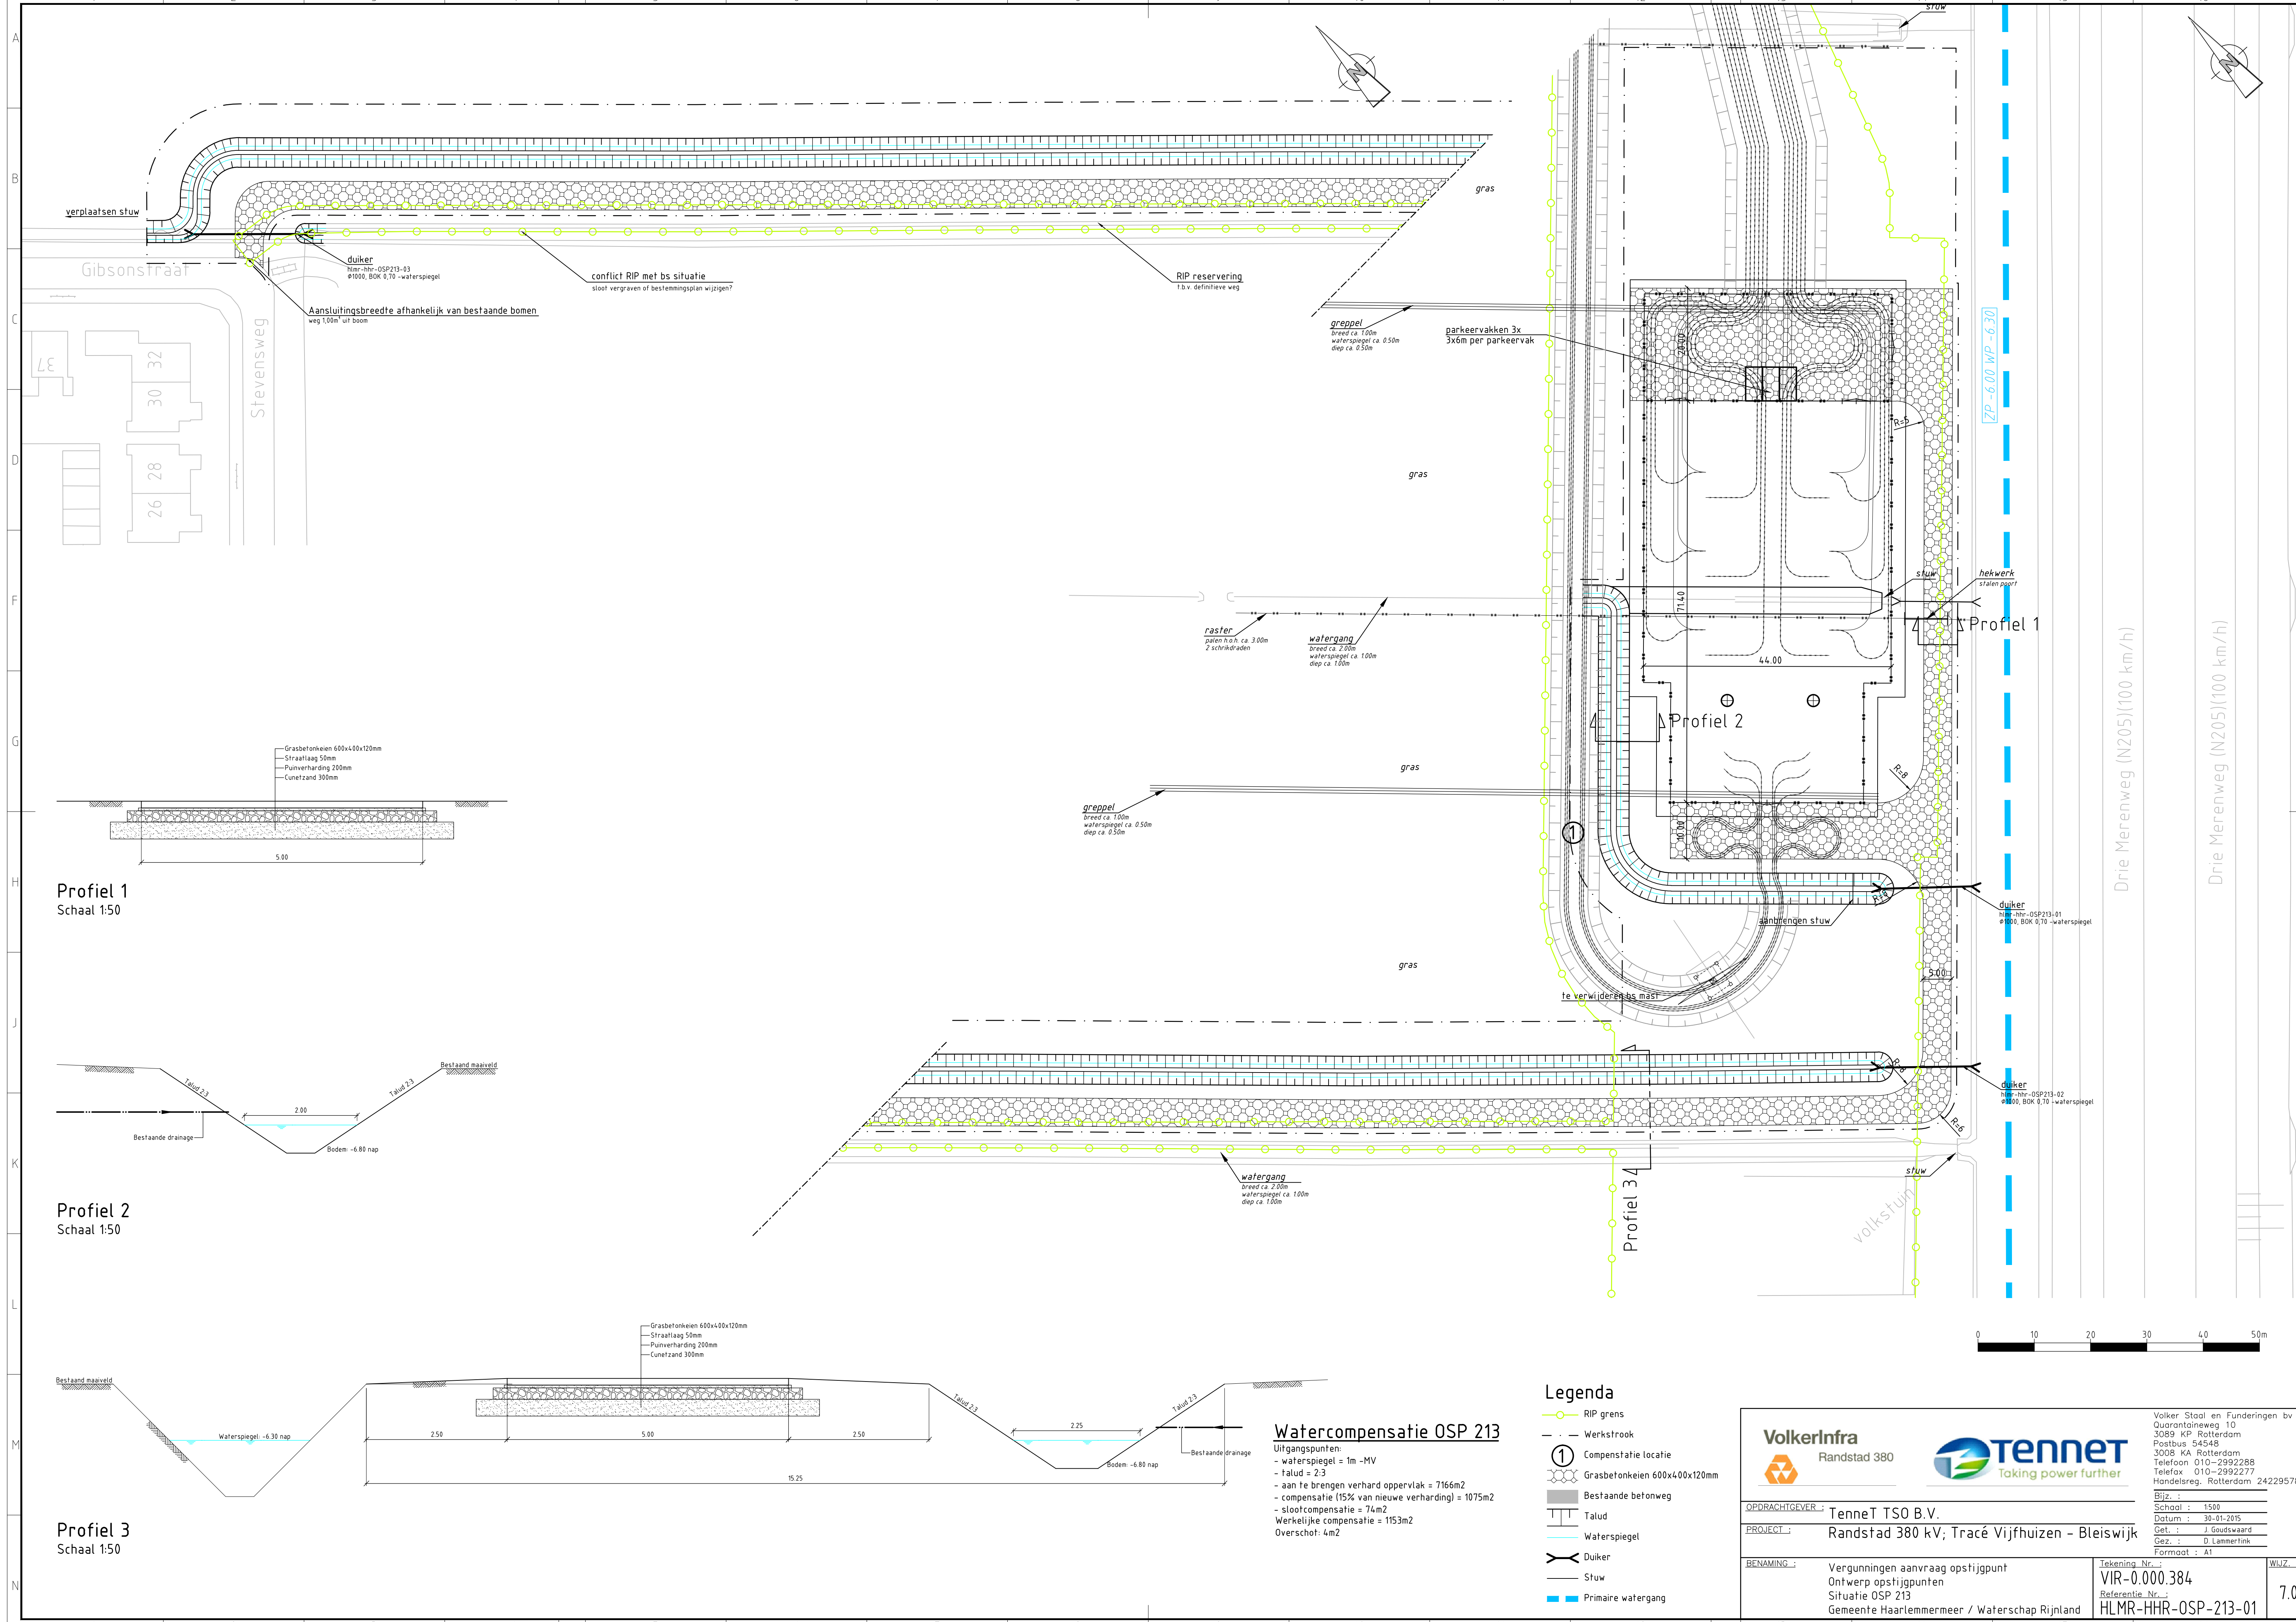 A
B
C
D
F
G
H
J
K
L
M
N
verplaatsen stuw
Gibsonstraat
Stevensweg
37
32
30
28
26
duiker
hlmr-hhr-OSP213-03
ø1000, BOK 0,70 -waterspiegel
Aansluitingsbreedte afhankelijk van bestaande bomen
weg 1,00m¹ uit boom
conflict RIP met bs situatie
sloot vergraven of bestemmingsplan wijzigen?
RIP reservering
t.b.v. definitieve weg
N
gras
stuw
N
greppel
breed ca. 1.00m
waterspiegel ca. 0.50m
diep ca. 0.50m
parkeervakken 3x
3x6m per parkeervak
20.00
ZP -6.00 WP -6.30
R=5
gras
stuw
hekwerk
stalen poort
raster
palen h.o.h. ca. 3.00m
2 schrikdraden
watergang
breed ca. 2.00m
waterspiegel ca. 1.00m
diep ca. 1.00m
71.40
44.00
Profiel 1
Profiel 2
Drie Merenweg (N205)(100 km/h)
Drie Merenweg (N205)(100 km/h)
gras
R=8
greppel
breed ca. 1.00m
waterspiegel ca. 0.50m
diep ca. 0.50m
1
10.00
aanbrengen stuw
duiker
hlmr-hhr-OSP213-01
ø1000, BOK 0,70 -waterspiegel
gras
5.00
te verwijderen bs mast
duiker
hlmr-hhr-OSP213-02
ø1000, BOK 0,70 -waterspiegel
R=6
watergang
breed ca. 2.00m
waterspiegel ca. 1.00m
diep ca. 1.00m
Profiel 3
stuw
volkstuin
Grasbetonkeien 600x400x120mm
Straatlaag 50mm
Puinverharding 200mm
Cunetzand 300mm
5.00
Profiel 1
Schaal 1:50
Bestaand maaiveld
Talud 2:3
Talud 2:3
2.00
Bestaande drainage
Bodem: -6.80 nap
Profiel 2
Schaal 1:50
Grasbetonkeien 600x400x120mm
Straatlaag 50mm
Puinverharding 200mm
Cunetzand 300mm
Bestaand maaiveld
Waterspiegel: -6.30 nap
2.50
5.00
2.50
Talud 2:3
Talud 2:3
2.25
Bestaande drainage
Bodem: -6.80 nap
15.25
Profiel 3
Schaal 1:50
Watercompensatie OSP 213
Uitgangspunten:
- waterspiegel = 1m -MV
- talud = 2:3
- aan te brengen verhard oppervlak = 7166m2
- compensatie (15% van nieuwe verharding) = 1075m2
- slootcompensatie = 74m2
Werkelijke compensatie = 1153m2
Overschot: 4m2
0 10 20 30 40 50m
Legenda
RIP grens
Werkstrook
1 Compenstatie locatie
Grasbetonkeien 600x400x120mm
Bestaande betonweg
Talud
Waterspiegel
Duiker
Stuw
Primaire watergang
VolkerInfra
Randstad 380
TenneT
Taking power further
Volker Staal en Funderingen bv
Quarantaineweg 10
3089 KP Rotterdam
Postbus 54548
3008 KA Rotterdam
Telefoon 010-2992288
Telefax 010-2992277
Handelsreg. Rotterdam 2422957
Bijz. :
Schaal : 1:500
Datum : 30-01-2015
Get. : J. Goudswaard
Gez. : D. Lammertink
Formaat : A1
OPDRACHTGEVER : TenneT TSO B.V.
PROJECT : Randstad 380 kV; Tracé Vijfhuizen - Bleiswijk
BENAMING : Vergunningen aanvraag opstijgpunt
Ontwerp opstijgpunten
Situatie OSP 213
Gemeente Haarlemmermeer / Waterschap Rijnland
Tekening Nr. :
VIR-0.000.384
Referentie Nr. :
HLMR-HHR-OSP-213-01
WIJZ.
7.0